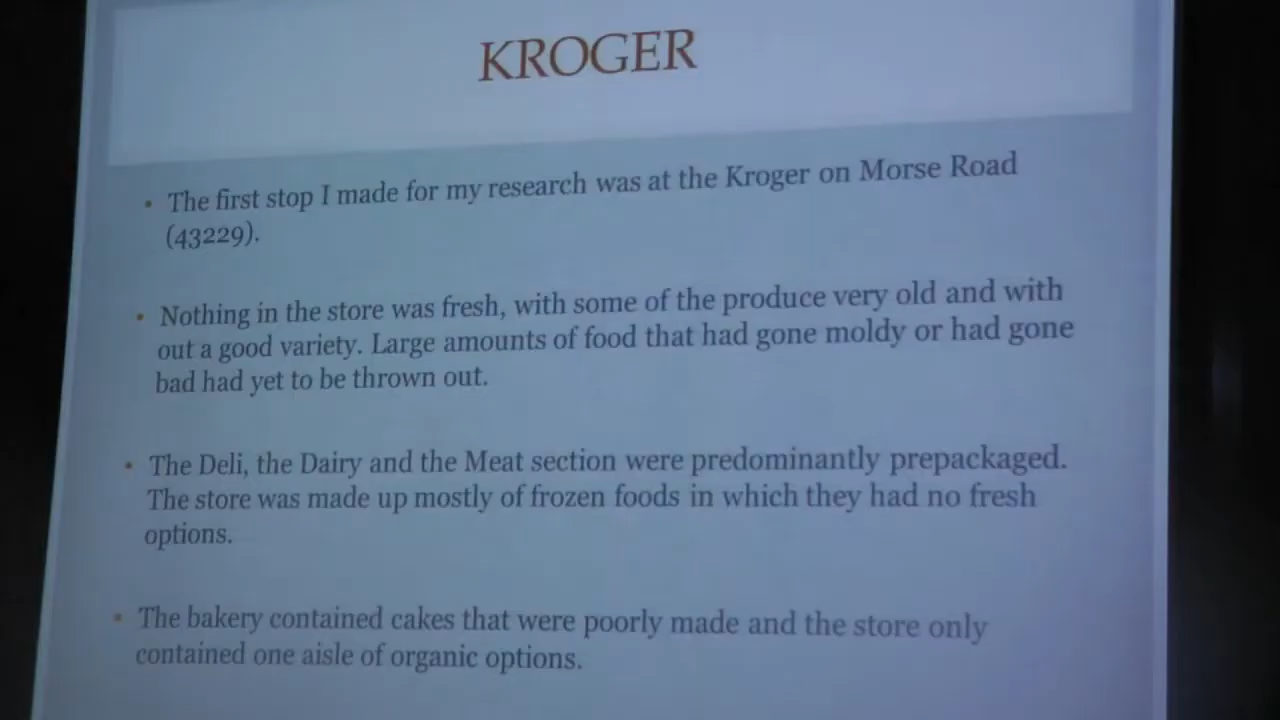 KROGER
• The first stop I made for my research was at the Kroger on Morse Road
(43229).
• Nothing in the store was fresh, with some of the produce very old and with
out a good variety. Large amounts of food that had gone moldy or had gone
bad had yet to be thrown out.
• The Deli, the Dairy and the Meat section were predominantly prepackaged.
The store was made up mostly of frozen foods in which they had no fresh
options.
• The bakery contained cakes that were poorly made and the store only
contained one aisle of organic options.